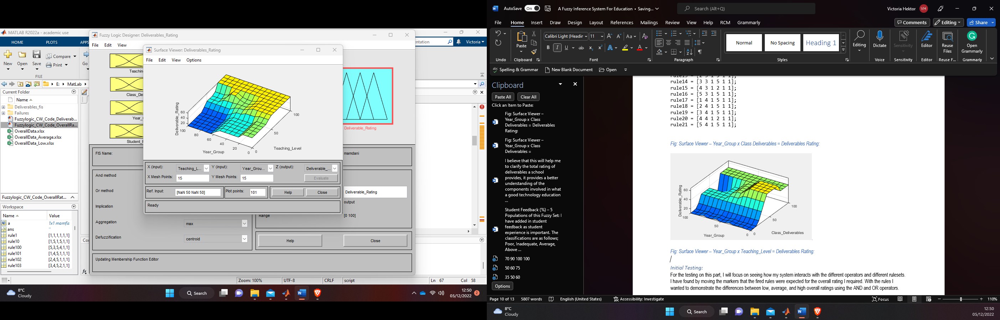 MATLAB R2022a - academic use
HOME PLOTS APPS
New Open Save Compare Print Go
FILE
E: MatLab
Current Folder
Name
Deliverables_fis
Failures
Fuzzylogic_CW_Code_Deliverab...
Fuzzylogic_CW_Code_OverallRa...
OverallData.xlsx
OverallData_Average.xlsx
OverallData_Low.xlsx
Fuzzylogic_CW_Code_OverallRat...
Workspace
Name Value
a 1x1 mamfis
ans ''
rule1 [1,1,1,1,1,1]
rule10 [1,5,1,5,1,1]
rule100 [5,3,5,4,1,1]
rule101 [1,4,5,1,1,1]
rule102 [2,4,5,1,1,1]
rule103 [3,4,5,2,1,1]
Victoria
Fuzzy Logic Designer: Deliverables_Rating
File Edit View
Deliverable_Rating
FIS Name:
mamdani
And method
Or method
Implication
Aggregation
max
Defuzzification
centroid
Deliverable_Rating
output
Range
[0 100]
Help Close
Updating Membership Function Editor
Surface Viewer: Deliverables_Rating
File Edit View Options
Deliverable_Rating
60
40
20
100 80 60 40 20 0
Year_Group
0 50 100
Teaching_Level
X (input): Teaching_L... Y (input): Year_Grou... Z (output): Deliverable_...
X Mesh Points: 15 Y Mesh Points: 15 Evaluate
Ref. Input: [NaN 50 NaN 50] Plot points: 101 Help Close
Ready
Zoom: 100% UTF-8 CRLF script Ln 67 Col 58
8°C
Cloudy
Search
12:50
05/12/2022
2
AutoSave On A Fuzzy Inference System For Education • Saving... Search (Alt+Q) Victoria Hektor VH
File Home Insert Draw Design Layout References Mailings Review View Help RCM Grammarly
Comments Editing Share
Paste
Calibri Light (Headin 11
Normal No Spacing Heading 1
Editing Dictate Sensitivity Editor Reuse Files Open Grammarly
Undo Clipboard Font Paragraph Styles Voice Sensitivity Editor Reuse F... Grammarly
Spelling & Grammar New Blank Document Open
Clipboard
Paste All Clear All
Click an Item to Paste:
Fig: Surface Viewer –
Year_Group x Class
Deliverables = Deliverables
Rating:
Fig: Surface Viewer –
Year_Group x Class
Deliverables =
I believe that this will help me
to clarify the total rating of
deliverables a school
provides, it provides a better
understanding of the
components involved in what
a good technology education
...
Student Feedback (%) – 5
Populations of this Fuzzy Set: I
have added in student
feedback as student
experience is important. The
classifications are as follows;
Poor, Inadequate, Average,
Above ...
70 90 100 100
50 60 75
35 50 60
Options
rule14 = [3 3 1 5 1 1];
rule15 = [4 3 1 2 1 1];
rule16 = [5 3 1 5 1 1];
rule17 = [1 4 1 5 1 1];
rule18 = [2 4 1 5 1 1];
rule19 = [3 4 1 5 1 1];
rule20 = [4 4 1 2 1 1];
rule21 = [5 4 1 5 1 1];
Fig: Surface Viewer – Year_Group x Class Deliverables = Deliverables Rating:
Deliverable_Rating
60
40
20
100 50 0
Year_Group
0 50 100
Class_Deliverables
Fig: Surface Viewer – Year_Group x Teaching_Level = Deliverables Rating:
Initial Testing:
For the testing on this part, I will focus on seeing how my system interacts with the different operators and different rulesets.
I have found by moving the markers that the fired rules were expected for the overall rating I required. With the rules I
wanted to demonstrate the differences between low, average, and high overall ratings using the AND and OR operators.
Page 10 of 13 5807 words English (United States) Accessibility: Investigate Focus 110%
8°C
Cloudy
Search
12:50
05/12/2022